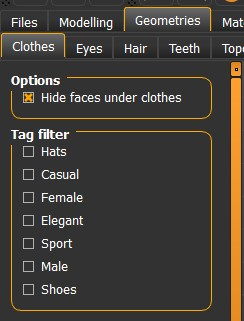 Files Modelling Geometries
Clothes Eyes Hair Teeth
Options
Hide faces under clothes
Tag filter
Hats
Casual
Female
Elegant
Sport
Male
Shoes